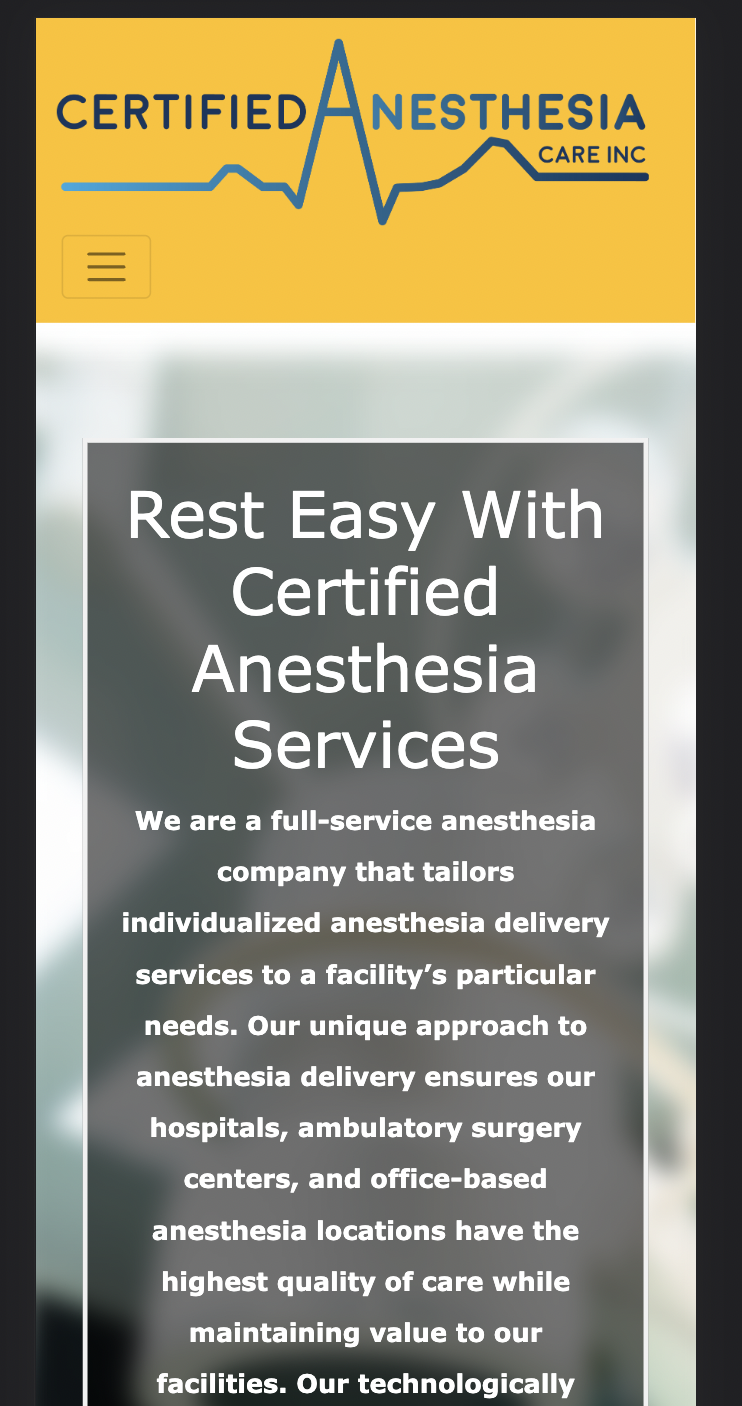 CERTIFIED ANESTHESIA
CARE INC
Rest Easy With
Certified
Anesthesia
Services
We are a full-service anesthesia
company that tailors
individualized anesthesia delivery
services to a facility’s particular
needs. Our unique approach to
anesthesia delivery ensures our
hospitals, ambulatory surgery
centers, and office-based
anesthesia locations have the
highest quality of care while
maintaining value to our
facilities. Our technologically